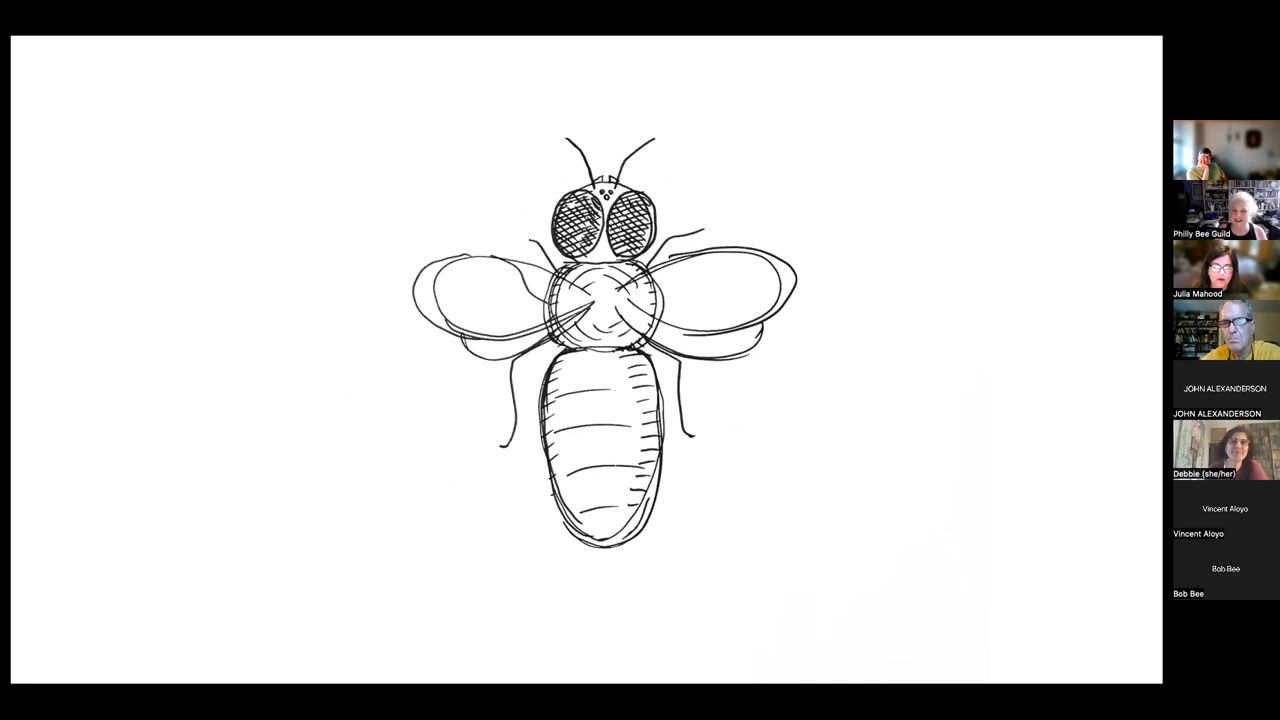 Philly Bee Guild
Julia Mahood
JOHN ALEXANDERSON
JOHN ALEXANDERSON
Debbie (she/her)
Vincent Aloyo
Vincent Aloyo
Bob Bee
Bob Bee